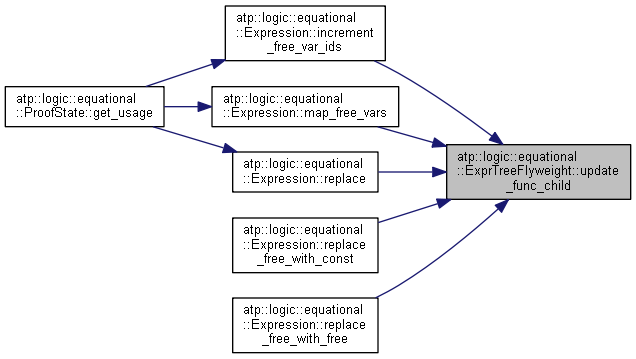 atp::logic::equational
::Expression::increment
_free_var_ids
atp::logic::equational
::ProofState::get_usage
atp::logic::equational
::Expression::map_free_vars
atp::logic::equational
::ExprTreeFlyweight::update
_func_child
atp::logic::equational
::Expression::replace
atp::logic::equational
::Expression::replace
_free_with_const
atp::logic::equational
::Expression::replace
_free_with_free